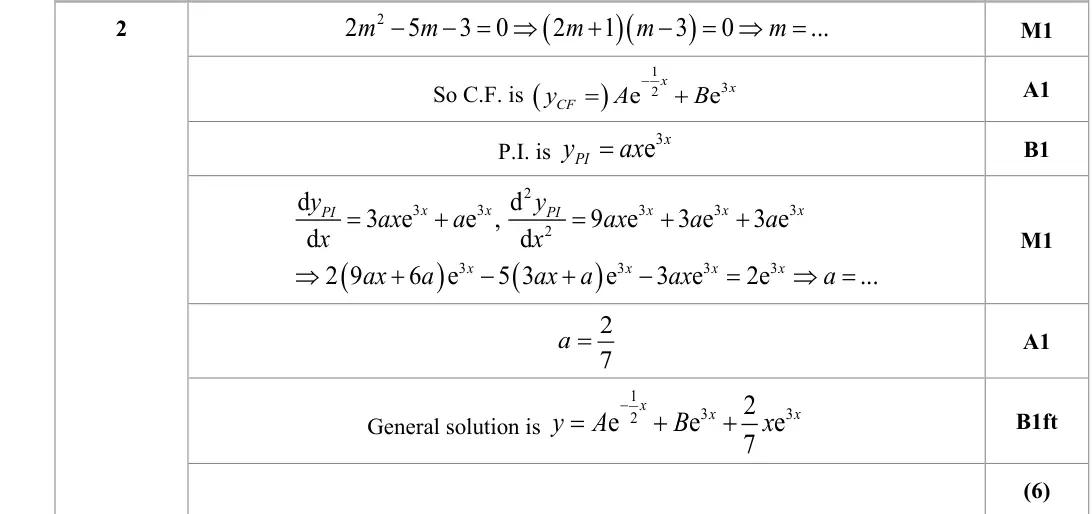 2 2m² − 5m − 3 = 0 ⇒ (2m + 1)(m − 3) = 0 ⇒ m = ... M1
So C.F. is (y_CF =) Ae^(−1/2 x) + Be^(3x) A1
P.I. is y_PI = axe^(3x) B1
dy_PI/dx = 3axe^(3x) + ae^(3x) , d²y_PI/dx² = 9axe^(3x) + 3ae^(3x) + 3ae^(3x) M1
⇒ 2(9ax + 6a)e^(3x) − 5(3ax + a)e^(3x) − 3axe^(3x) = 2e^(3x) ⇒ a = ...
a = 2/7 A1
General solution is y = Ae^(−1/2 x) + Be^(3x) + 2/7 xe^(3x) B1ft
(6)